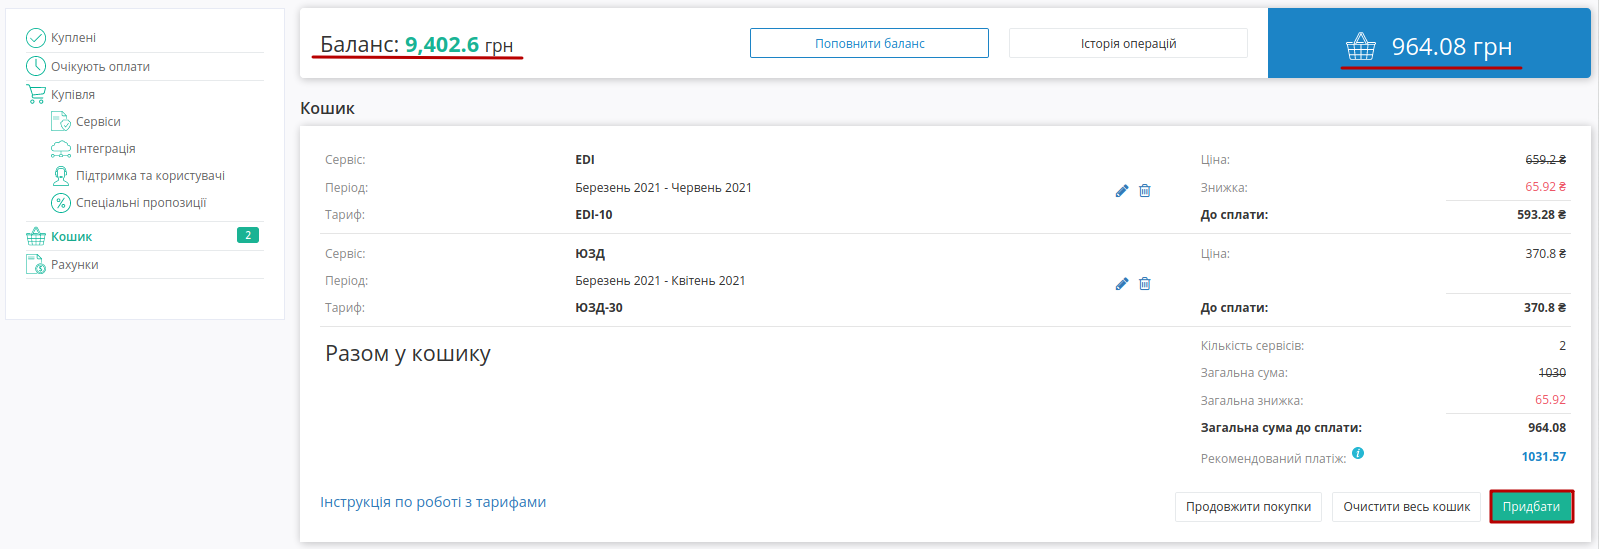 Куплені
Очікують оплати
Купівля
Сервіси
Інтеграція
Підтримка та користувачі
Спеціальні пропозиції
Кошик 2
Рахунки
Баланс: 9,402.6 грн
Поповнити баланс
Історія операцій
964.08 грн
Кошик
Сервіс: EDI Ціна: 659.2 ₴
Період: Березень 2021 - Червень 2021 Знижка: 65.92 ₴
Тариф: EDI-10 До сплати: 593.28 ₴
Сервіс: ЮЗД Ціна: 370.8 ₴
Період: Березень 2021 - Квітень 2021
Тариф: ЮЗД-30 До сплати: 370.8 ₴
Разом у кошику
Кількість сервісів: 2
Загальна сума: 1030
Загальна знижка: 65.92
Загальна сума до сплати: 964.08
Рекомендований платіж: i 1031.57
Інструкція по роботі з тарифами
Продовжити покупки
Очистити весь кошик
Придбати